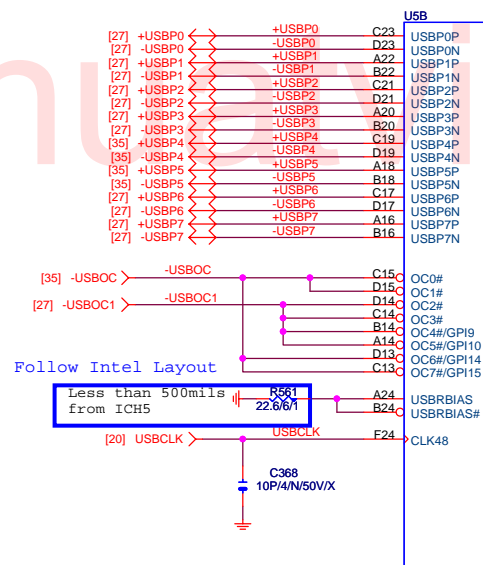 U5B
[27] +USBP0 +USBP0 C23 USBP0P
[27] -USBP0 -USBP0 D23 USBP0N
[27] +USBP1 +USBP1 A22 USBP1P
[27] -USBP1 -USBP1 B22 USBP1N
[27] +USBP2 +USBP2 C21 USBP2P
[27] -USBP2 -USBP2 D21 USBP2N
[27] +USBP3 +USBP3 A20 USBP3P
[27] -USBP3 -USBP3 B20 USBP3N
[35] +USBP4 +USBP4 C19 USBP4P
[35] -USBP4 -USBP4 D19 USBP4N
[35] +USBP5 +USBP5 A18 USBP5P
[35] -USBP5 -USBP5 B18 USBP5N
[27] +USBP6 +USBP6 C17 USBP6P
[27] -USBP6 -USBP6 D17 USBP6N
[27] +USBP7 +USBP7 A16 USBP7P
[27] -USBP7 -USBP7 B16 USBP7N
[35] -USBOC -USBOC C15 OC0#
D15 OC1#
[27] -USBOC1 -USBOC1 D14 OC2#
C14 OC3#
B14 OC4#/GPI9
A14 OC5#/GPI10
D13 OC6#/GPI14
C13 OC7#/GPI15
Follow Intel Layout
Less than 500mils R561 A24 USBRBIAS
from ICH5 22.6/6/1 B24 USBRBIAS#
[20] USBCLK USBCLK F24 CLK48
C368
10P/4/N/50V/X